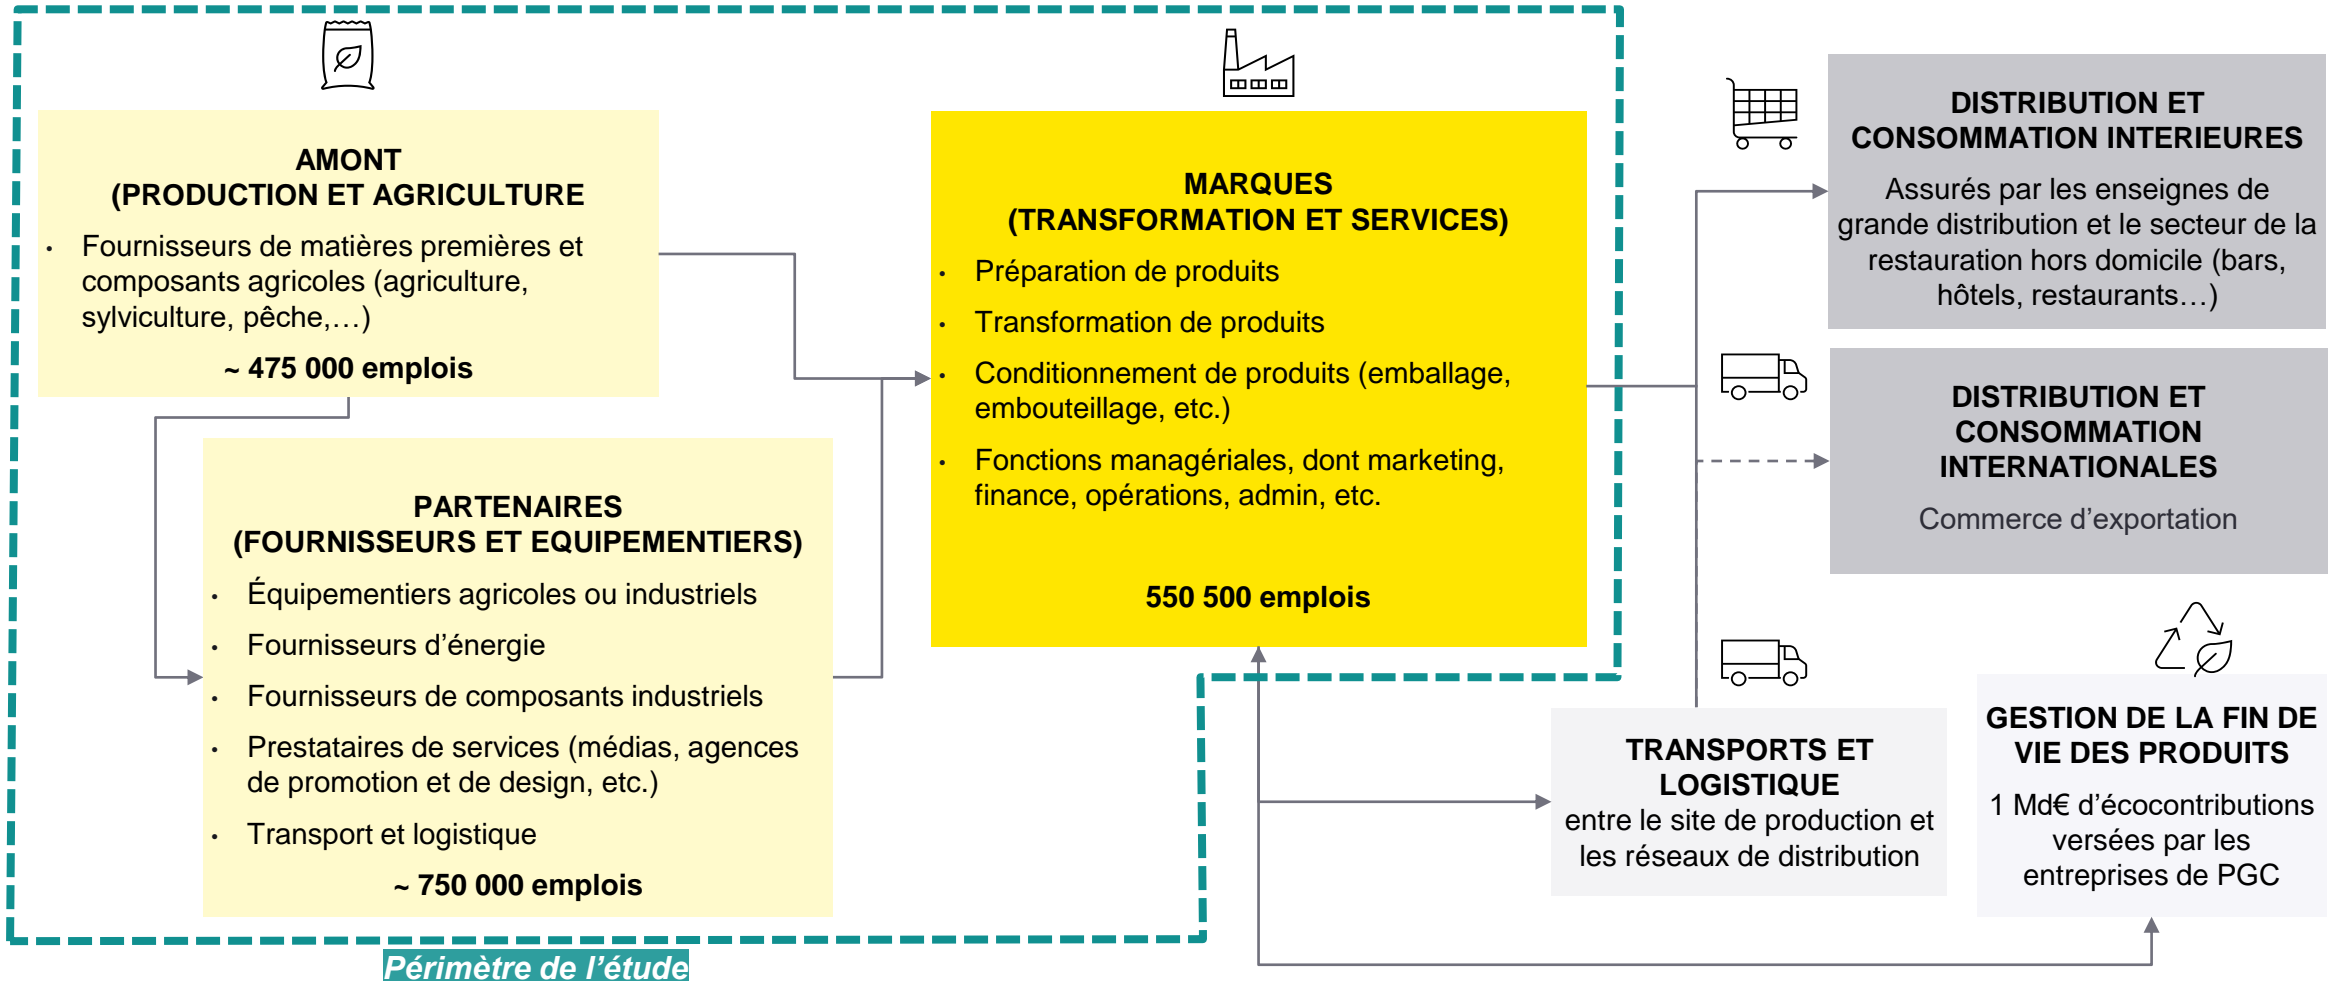 AMONT
(PRODUCTION ET AGRICULTURE
• Fournisseurs de matières premières et
composants agricoles (agriculture,
sylviculture, pêche,…)
~ 475 000 emplois
PARTENAIRES
(FOURNISSEURS ET EQUIPEMENTIERS)
• Équipementiers agricoles ou industriels
• Fournisseurs d’énergie
• Fournisseurs de composants industriels
• Prestataires de services (médias, agences
de promotion et de design, etc.)
• Transport et logistique
~ 750 000 emplois
Périmètre de l’étude
MARQUES
(TRANSFORMATION ET SERVICES)
• Préparation de produits
• Transformation de produits
• Conditionnement de produits (emballage,
embouteillage, etc.)
• Fonctions managériales, dont marketing,
finance, opérations, admin, etc.
550 500 emplois
DISTRIBUTION ET
CONSOMMATION INTERIEURES
Assurés par les enseignes de
grande distribution et le secteur de la
restauration hors domicile (bars,
hôtels, restaurants…)
DISTRIBUTION ET
CONSOMMATION
INTERNATIONALES
Commerce d’exportation
TRANSPORTS ET
LOGISTIQUE
entre le site de production et
les réseaux de distribution
GESTION DE LA FIN DE
VIE DES PRODUITS
1 Md€ d’écocontributions
versées par les
entreprises de PGC